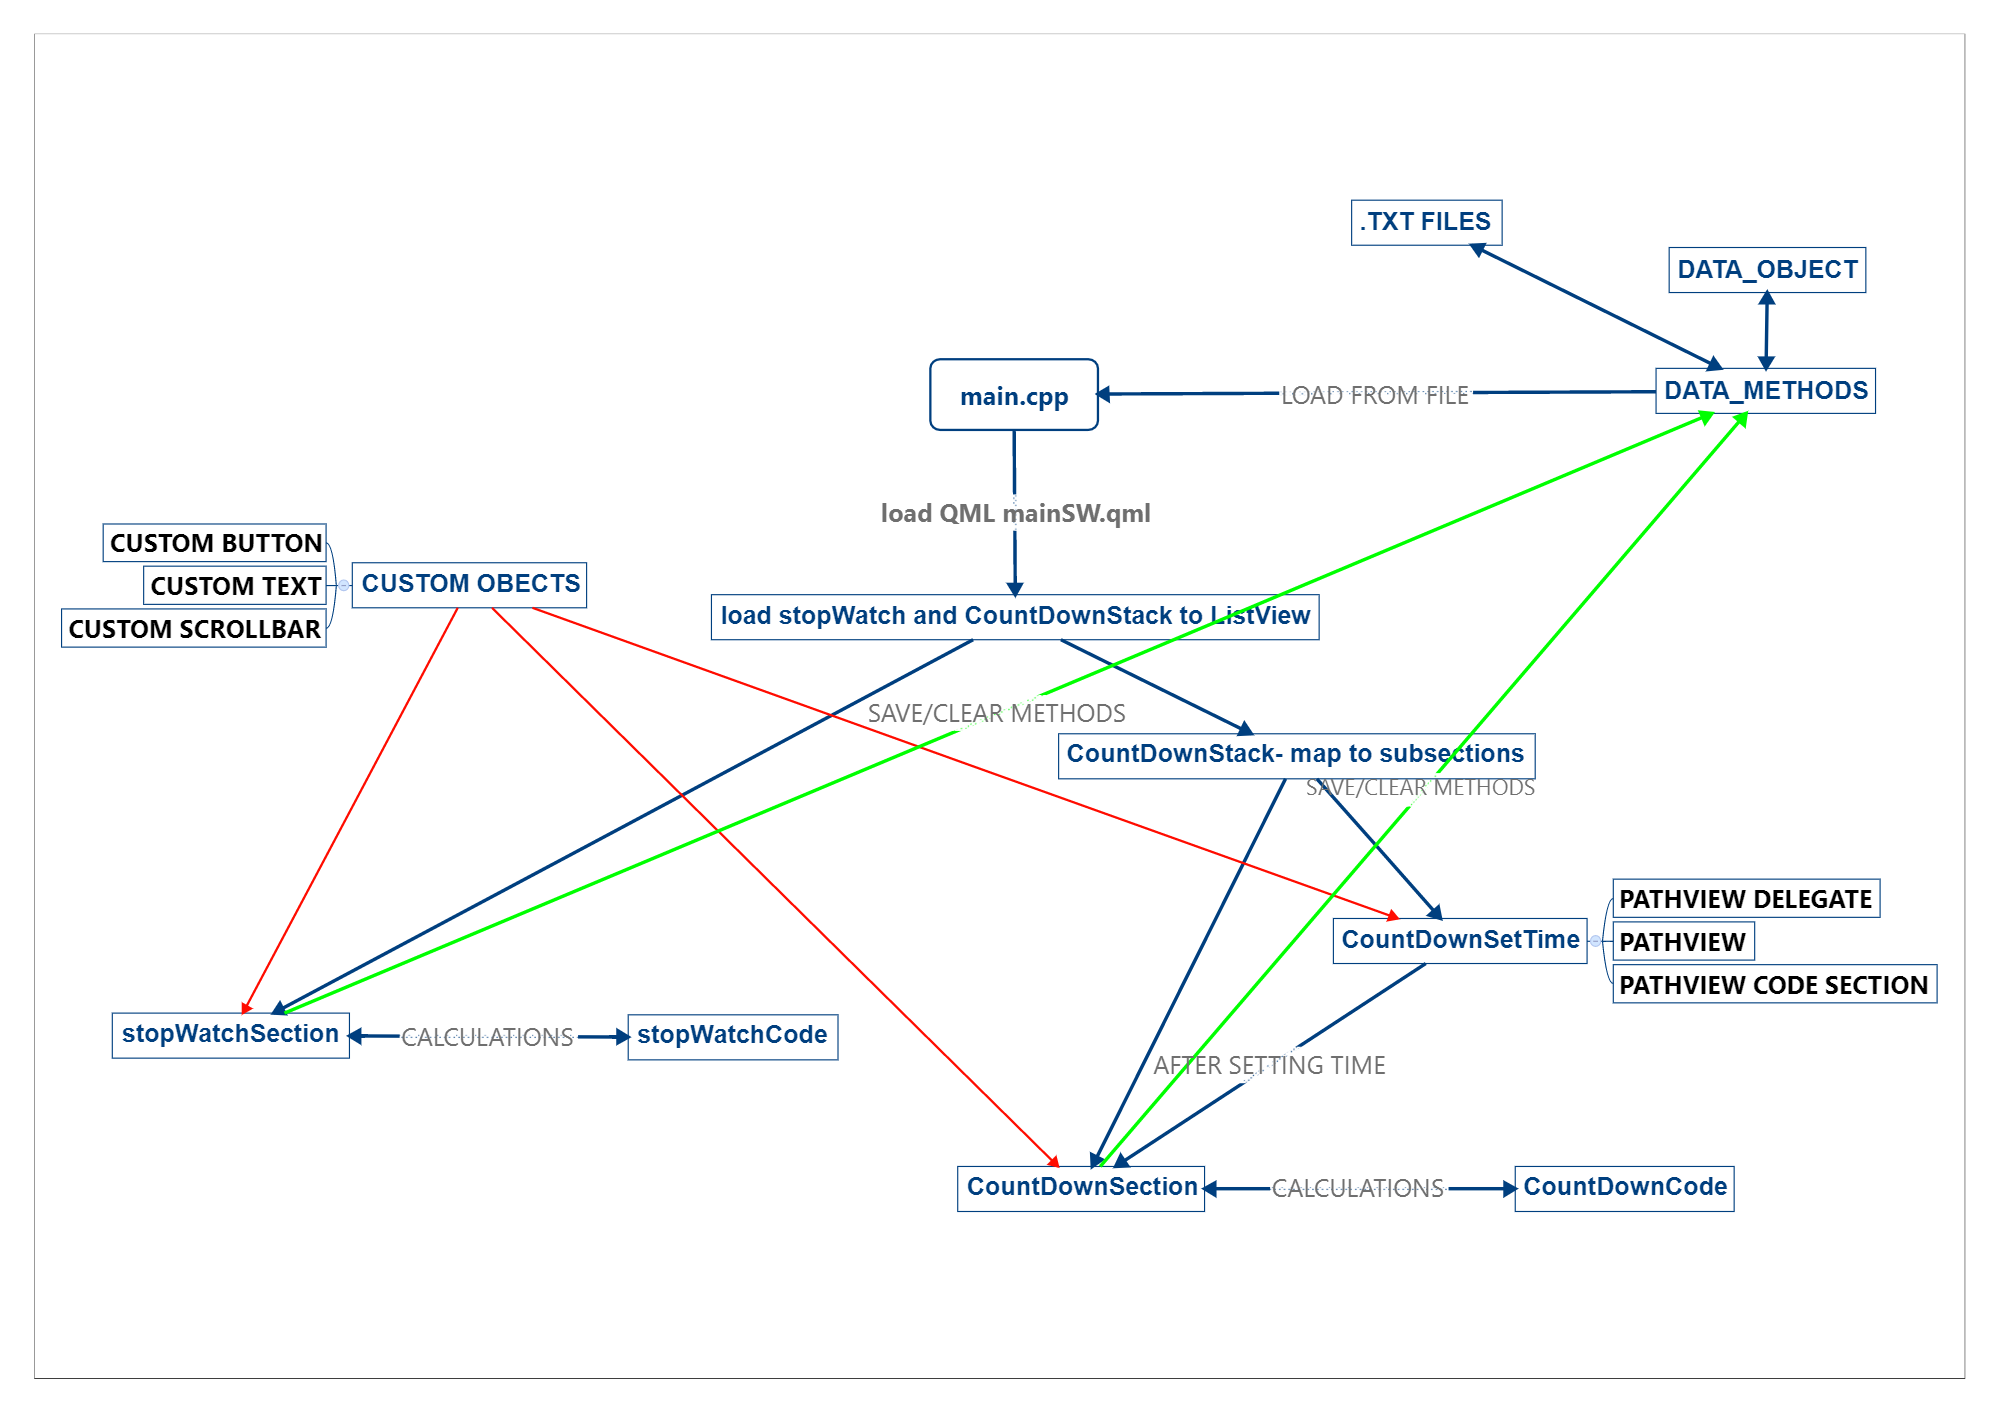 .TXT FILES
DATA_OBJECT
main.cpp
LOAD FROM FILE
DATA_METHODS
load QML mainSW.qml
CUSTOM BUTTON
CUSTOM TEXT
CUSTOM SCROLLBAR
CUSTOM OBECTS
load stopWatch and CountDownStack to ListView
SAVE/CLEAR METHODS
CountDownStack- map to subsections
SAVE/CLEAR METHODS
CountDownSetTime
PATHVIEW DELEGATE
PATHVIEW
PATHVIEW CODE SECTION
stopWatchSection
CALCULATIONS
stopWatchCode
AFTER SETTING TIME
CountDownSection
CALCULATIONS
CountDownCode